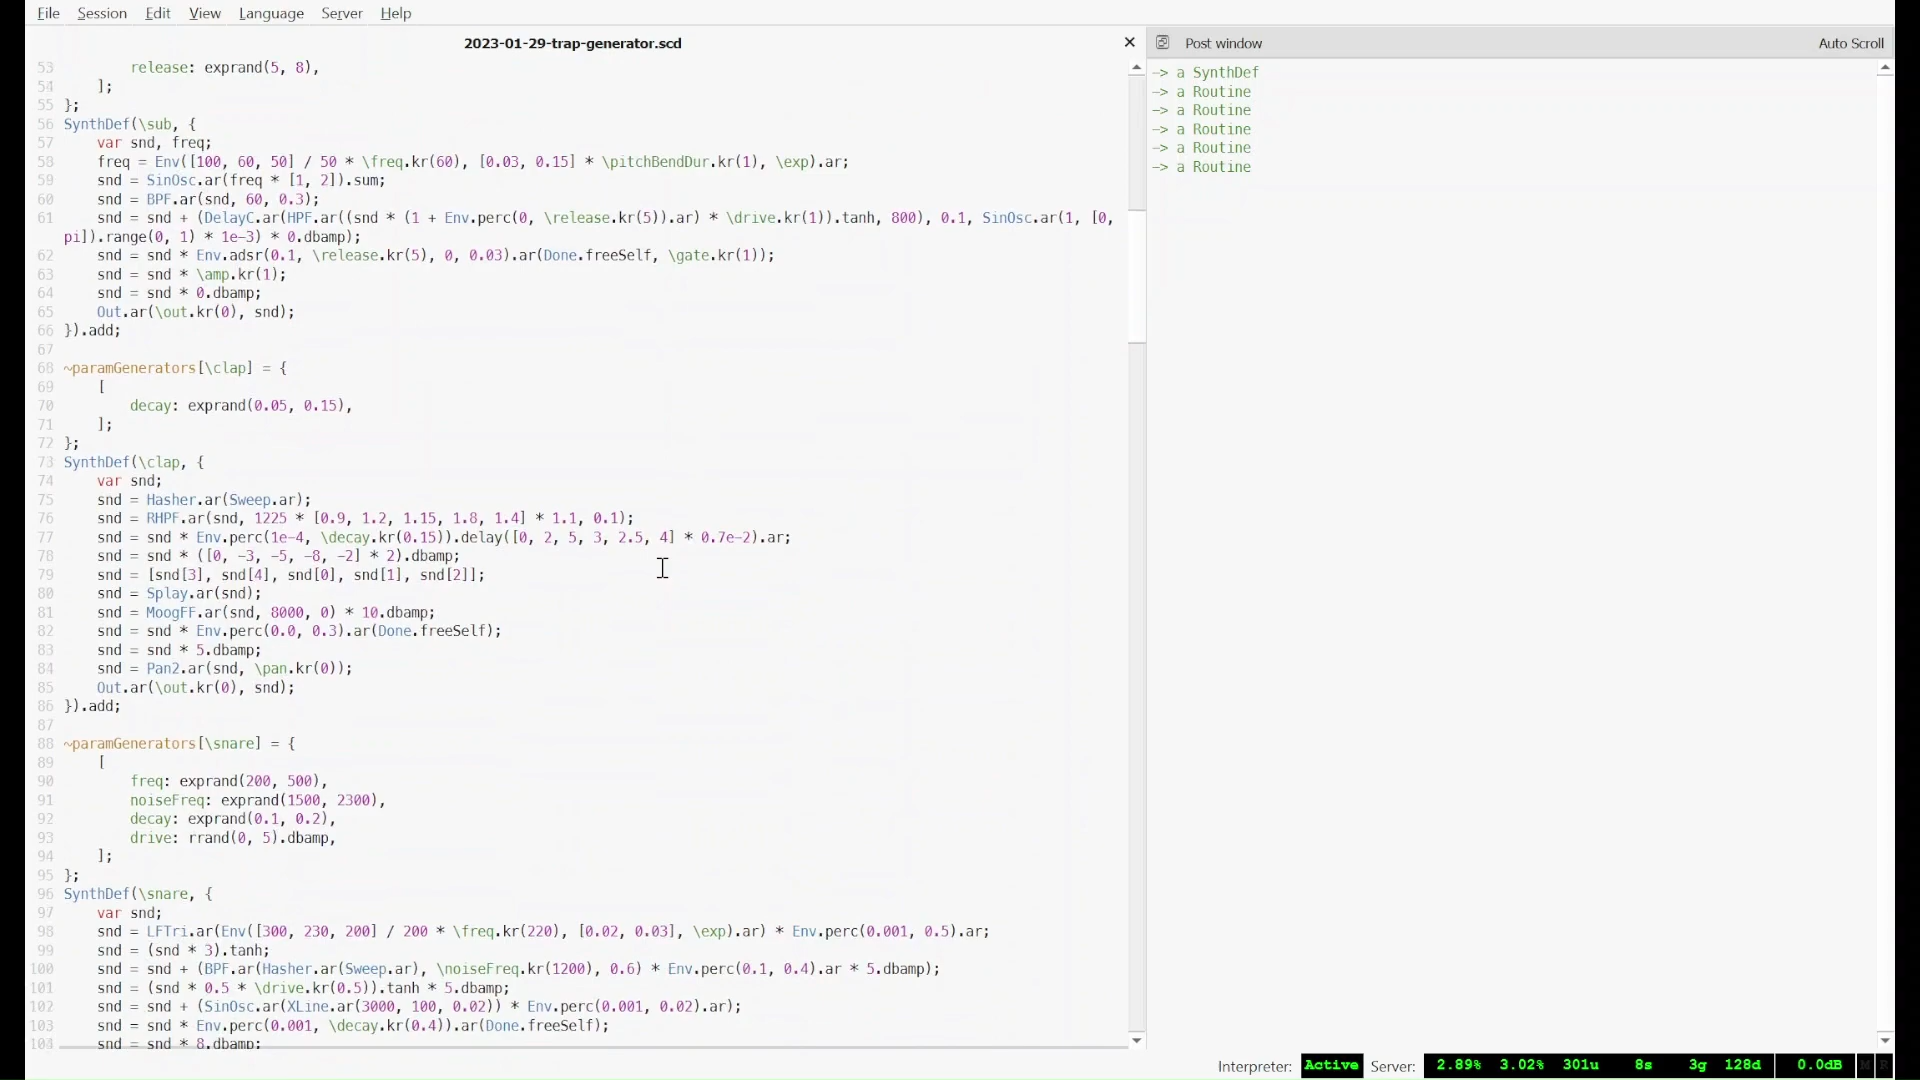 File Session Edit View Language Server Help
2023-01-29-trap-generator.scd
Post window Auto Scroll
53 release: exprand(5, 8),
54 ];
55 };
56 SynthDef(\sub, {
57 var snd, freq;
58 freq = Env([100, 60, 50] / 50 * \freq.kr(60), [0.03, 0.15] * \pitchBendDur.kr(1), \exp).ar;
59 snd = SinOsc.ar(freq * [1, 2]).sum;
60 snd = BPF.ar(snd, 60, 0.3);
61 snd = snd + (DelayC.ar(HPF.ar((snd * (1 + Env.perc(0, \release.kr(5)).ar) * \drive.kr(1)).tanh, 800), 0.1, SinOsc.ar(1, [0,
pi]).range(0, 1) * 1e-3) * 0.dbamp);
62 snd = snd * Env.adsr(0.1, \release.kr(5), 0, 0.03).ar(Done.freeSelf, \gate.kr(1));
63 snd = snd * \amp.kr(1);
64 snd = snd * 0.dbamp;
65 Out.ar(\out.kr(0), snd);
66 }).add;
67
68 ~paramGenerators[\clap] = {
69 [
70 decay: exprand(0.05, 0.15),
71 ];
72 };
73 SynthDef(\clap, {
74 var snd;
75 snd = Hasher.ar(Sweep.ar);
76 snd = RHPF.ar(snd, 1225 * [0.9, 1.2, 1.15, 1.8, 1.4] * 1.1, 0.1);
77 snd = snd * Env.perc(1e-4, \decay.kr(0.15)).delay([0, 2, 5, 3, 2.5, 4] * 0.7e-2).ar;
78 snd = snd * ([0, -3, -5, -8, -2] * 2).dbamp;
79 snd = [snd[3], snd[4], snd[0], snd[1], snd[2]];
80 snd = Splay.ar(snd);
81 snd = MoogFF.ar(snd, 8000, 0) * 10.dbamp;
82 snd = snd * Env.perc(0.0, 0.3).ar(Done.freeSelf);
83 snd = snd * 5.dbamp;
84 snd = Pan2.ar(snd, \pan.kr(0));
85 Out.ar(\out.kr(0), snd);
86 }).add;
87
88 ~paramGenerators[\snare] = {
89 [
90 freq: exprand(200, 500),
91 noiseFreq: exprand(1500, 2300),
92 decay: exprand(0.1, 0.2),
93 drive: rrand(0, 5).dbamp,
94 ];
95 };
96 SynthDef(\snare, {
97 var snd;
98 snd = LFTri.ar(Env([300, 230, 200] / 200 * \freq.kr(220), [0.02, 0.03], \exp).ar) * Env.perc(0.001, 0.5).ar;
99 snd = (snd * 3).tanh;
100 snd = snd + (BPF.ar(Hasher.ar(Sweep.ar), \noiseFreq.kr(1200), 0.6) * Env.perc(0.1, 0.4).ar * 5.dbamp);
101 snd = (snd * 0.5 * \drive.kr(0.5)).tanh * 5.dbamp;
102 snd = snd + (SinOsc.ar(XLine.ar(3000, 100, 0.02)) * Env.perc(0.001, 0.02).ar);
103 snd = snd * Env.perc(0.001, \decay.kr(0.4)).ar(Done.freeSelf);
104 snd = snd * 8.dbamp;
-> a SynthDef
-> a Routine
-> a Routine
-> a Routine
-> a Routine
-> a Routine
Interpreter: Active Server: 2.89% 3.02% 301u 8s 3g 128d 0.0dB M R